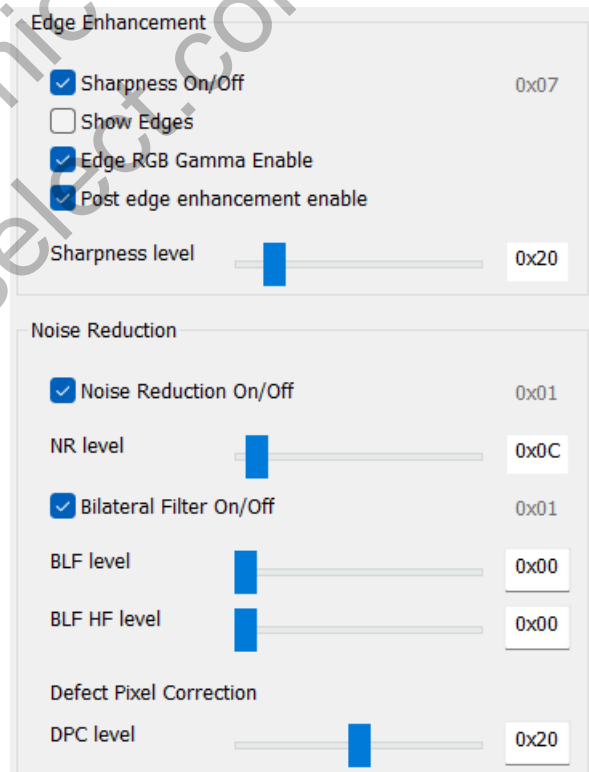 Edge Enhancement
Sharpness On/Off 0x07
Show Edges
Edge RGB Gamma Enable
Post edge enhancement enable
Sharpness level 0x20
Noise Reduction
Noise Reduction On/Off 0x01
NR level 0x0C
Bilateral Filter On/Off 0x01
BLF level 0x00
BLF HF level 0x00
Defect Pixel Correction
DPC level 0x20